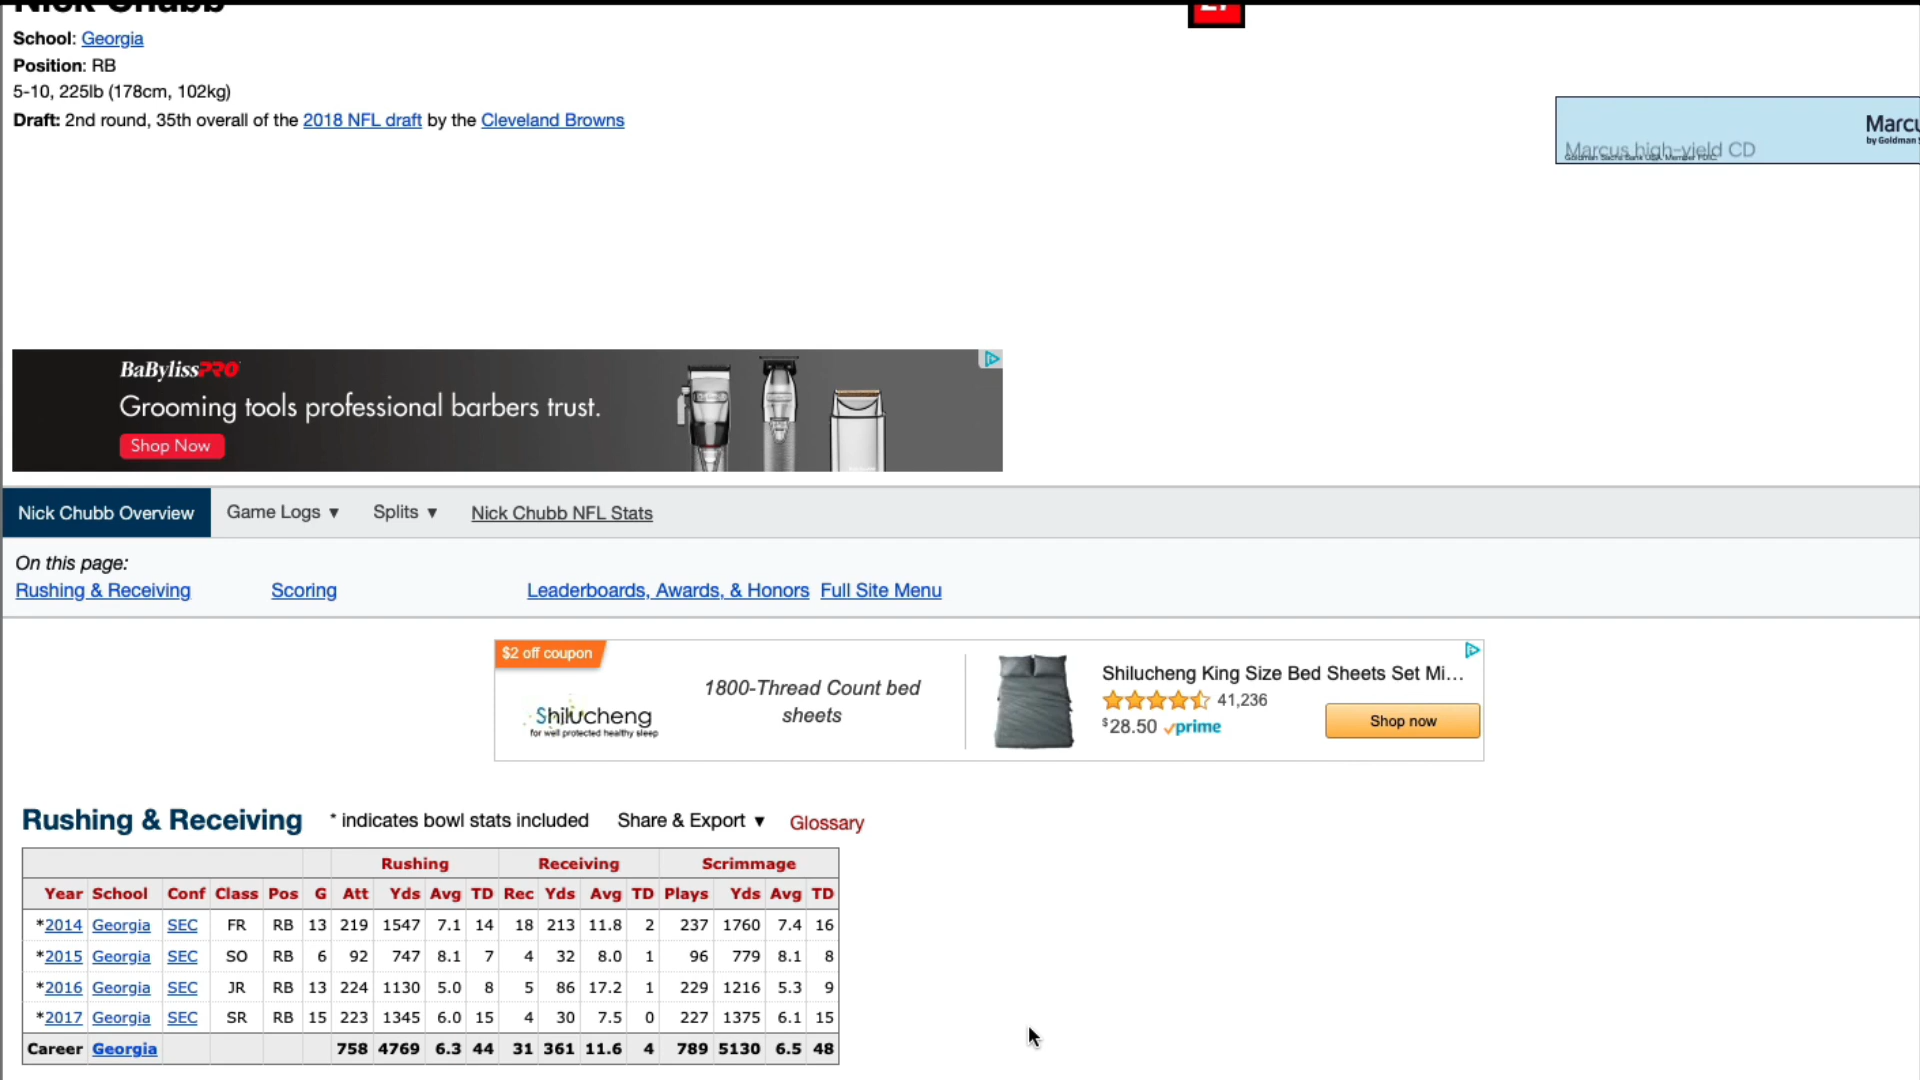 Nick Chubb
27
School: Georgia
Position: RB
5-10, 225lb (178cm, 102kg)
Draft: 2nd round, 35th overall of the 2018 NFL draft by the Cleveland Browns
Marcus high-yield CD
Goldman Sachs Bank USA. Member FDIC.
Marcu
by Goldman S
BaBylissPRO
Grooming tools professional barbers trust.
Shop Now
Nick Chubb Overview Game Logs ▼ Splits ▼ Nick Chubb NFL Stats
On this page:
Rushing & Receiving Scoring Leaderboards, Awards, & Honors Full Site Menu
$2 off coupon
Shilucheng
for well protected healthy sleep
1800-Thread Count bed
sheets
Shilucheng King Size Bed Sheets Set Mi...
41,236
$28.50 prime
Shop now
Rushing & Receiving * indicates bowl stats included Share & Export ▼ Glossary
Rushing Receiving Scrimmage
Year School Conf Class Pos G Att Yds Avg TD Rec Yds Avg TD Plays Yds Avg TD
*2014 Georgia SEC FR RB 13 219 1547 7.1 14 18 213 11.8 2 237 1760 7.4 16
*2015 Georgia SEC SO RB 6 92 747 8.1 7 4 32 8.0 1 96 779 8.1 8
*2016 Georgia SEC JR RB 13 224 1130 5.0 8 5 86 17.2 1 229 1216 5.3 9
*2017 Georgia SEC SR RB 15 223 1345 6.0 15 4 30 7.5 0 227 1375 6.1 15
Career Georgia 758 4769 6.3 44 31 361 11.6 4 789 5130 6.5 48